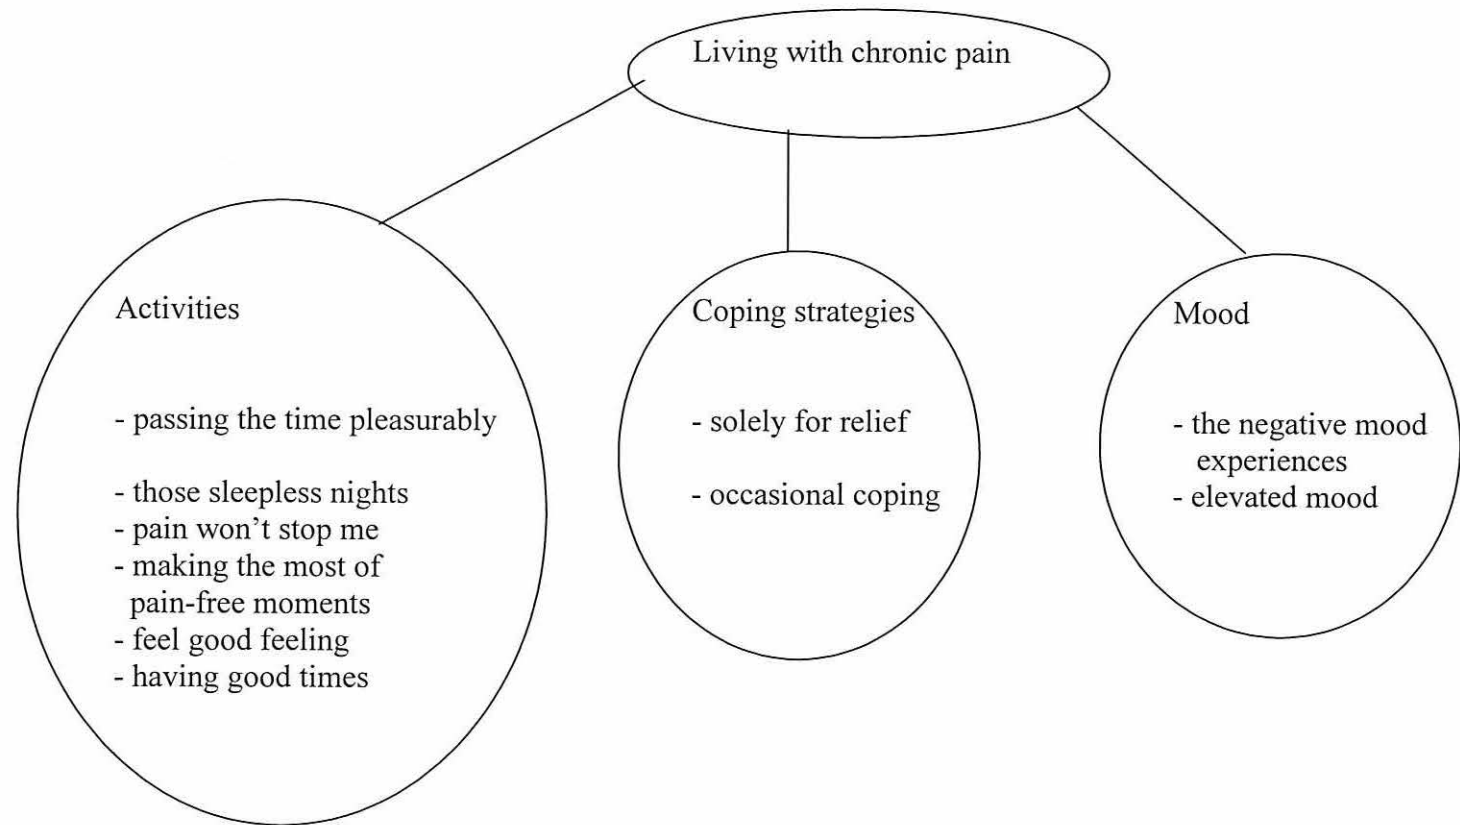 Living with chronic pain
Activities
- passing the time pleasurably
- those sleepless nights
- pain won’t stop me
- making the most of
pain-free moments
- feel good feeling
- having good times
Coping strategies
- solely for relief
- occasional coping
Mood
- the negative mood
experiences
- elevated mood